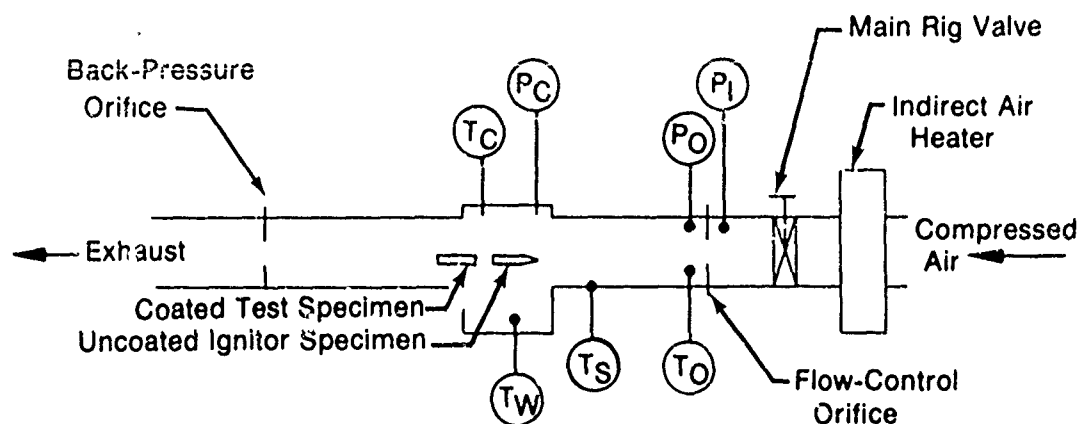 Main Rig Valve
Back-Pressure
Orifice
PC
PI
Indirect Air
Heater
TC
PO
Compressed
Air
Exhaust
Coated Test Specimen
Uncoated Ignitor Specimen
TS
TO
TW
Flow-Control
Orifice